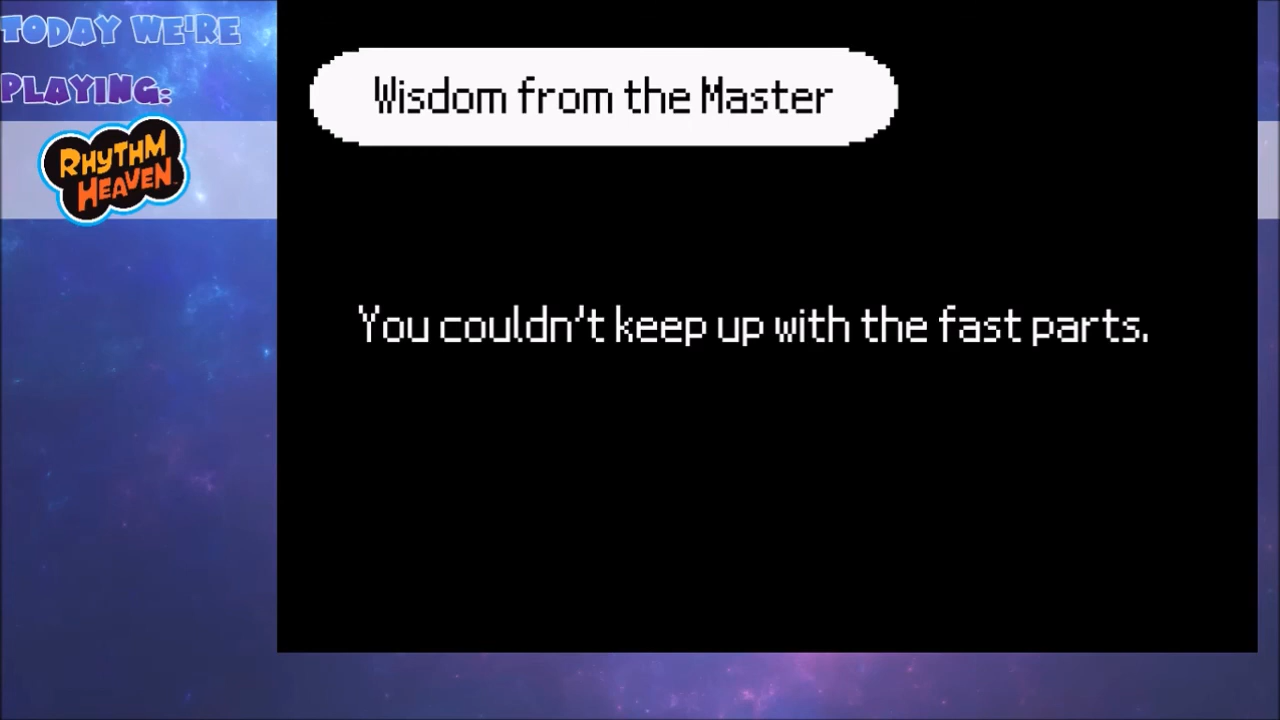 TODAY WE'RE
PLAYING:
RHYTHM
HEAVEN
Wisdom from the Master
You couldn't keep up with the fast parts.